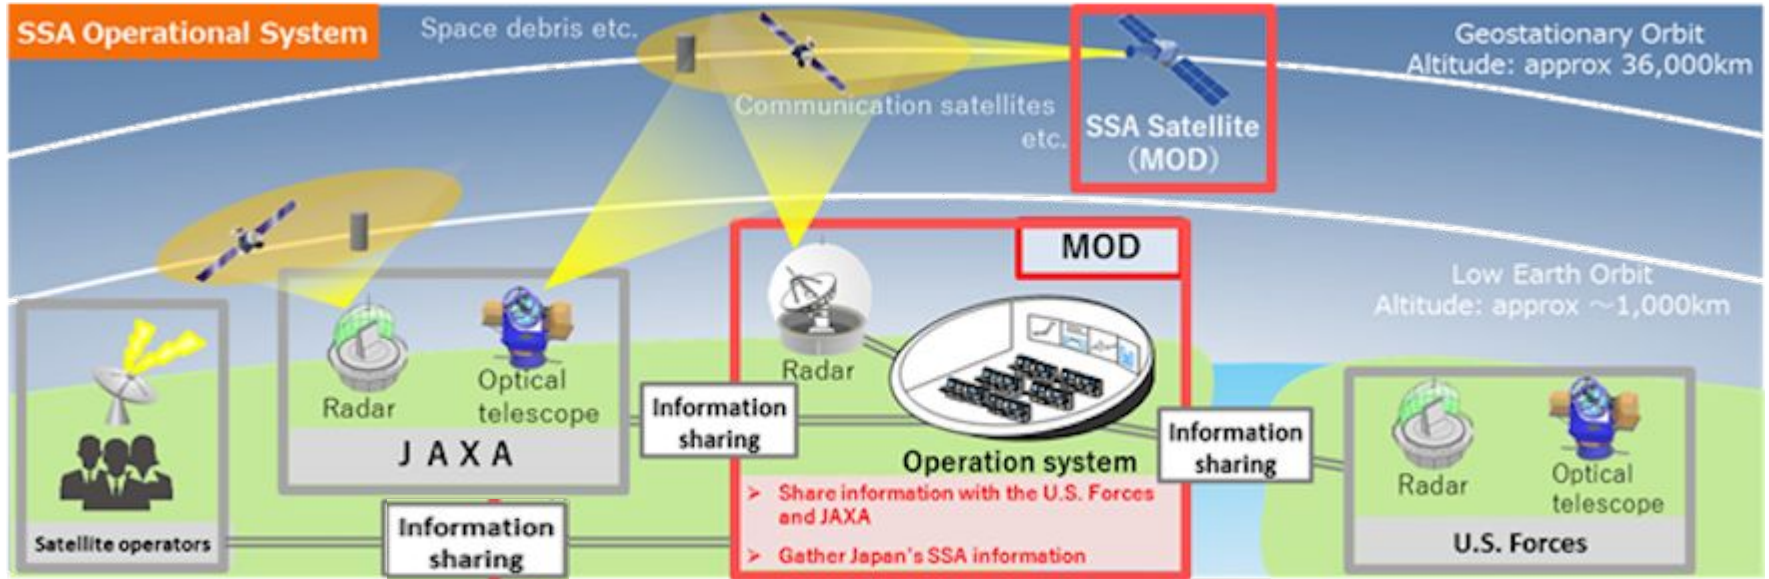 SSA Operational System
Space debris etc.
Geostationary Orbit
Altitude: approx 36,000km
Communication satellites
etc.
SSA Satellite
(MOD)
MOD
Low Earth Orbit
Altitude: approx ～1,000km
Radar
Optical
telescope
JAXA
Radar
Information
sharing
Operation system
Information
sharing
Radar
Optical
telescope
U.S. Forces
➢ Share information with the U.S. Forces
and JAXA
➢ Gather Japan's SSA information
Satellite operators
Information
sharing